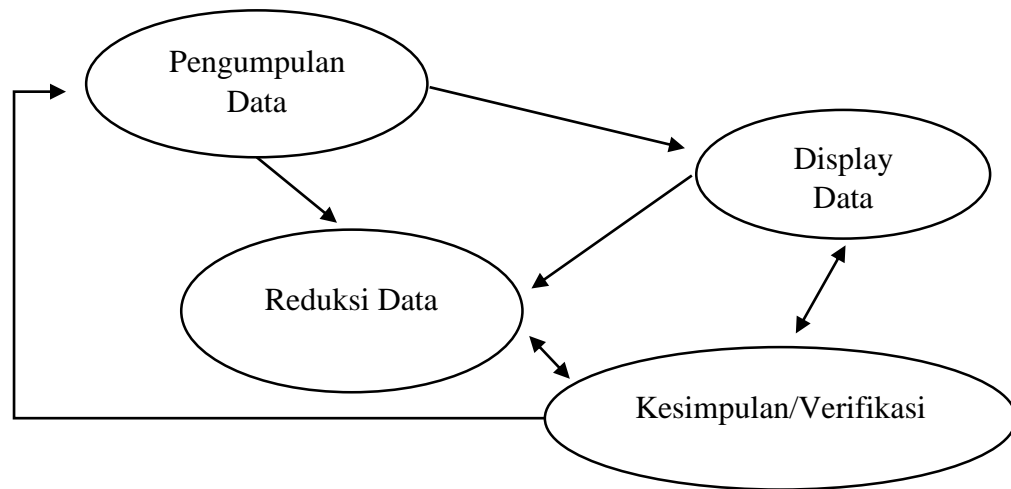 Pengumpulan
Data
Display
Data
Reduksi Data
Kesimpulan/Verifikasi